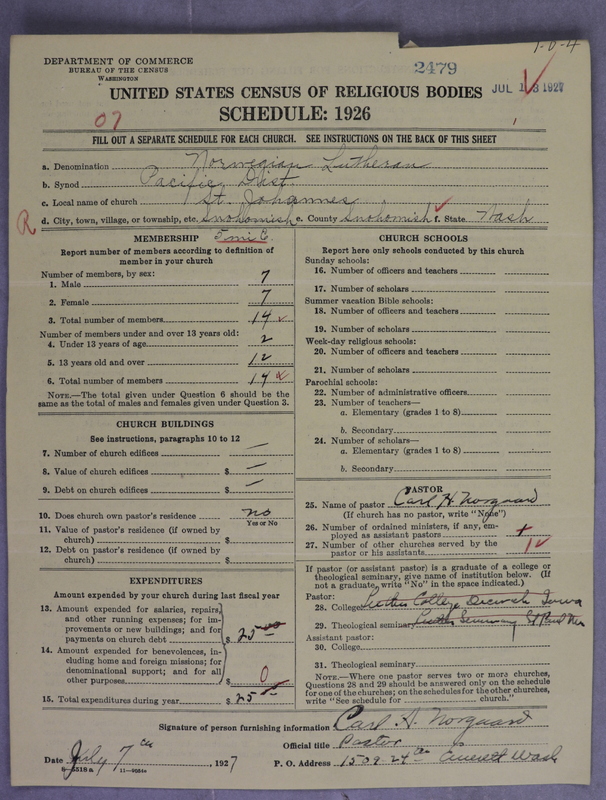 1-0-4
DEPARTMENT OF COMMERCE
BUREAU OF THE CENSUS
WASHINGTON
2479
JUL 13 1927
UNITED STATES CENSUS OF RELIGIOUS BODIES
SCHEDULE: 1926
07
FILL OUT A SEPARATE SCHEDULE FOR EACH CHURCH. SEE INSTRUCTIONS ON THE BACK OF THIS SHEET
a. Denomination Norwegian Lutheran
b. Synod Pacific Dist
c. Local name of church St. Johannes
R d. City, town, village, or township, etc. Snohomish e. County Snohomish f. State Wash
MEMBERSHIP 5 mi E.
Report number of members according to definition of member in your church
Number of members, by sex:
1. Male 7
2. Female 7
3. Total number of members 14
Number of members under and over 13 years old:
4. Under 13 years of age 2
5. 13 years old and over 12
6. Total number of members 14
NOTE.—The total given under Question 6 should be the same as the total of males and females given under Question 3.
CHURCH BUILDINGS
See instructions, paragraphs 10 to 12
7. Number of church edifices —
8. Value of church edifices $ —
9. Debt on church edifices $ —
10. Does church own pastor's residence no
Yes or No
11. Value of pastor's residence (if owned by church) $
12. Debt on pastor's residence (if owned by church) $
EXPENDITURES
Amount expended by your church during last fiscal year
13. Amount expended for salaries, repairs, and other running expenses; for improvements or new buildings; and for payments on church debt $ 25.00
14. Amount expended for benevolences, including home and foreign missions; for denominational support; and for all other purposes $ 0
15. Total expenditures during year $ 25.00
CHURCH SCHOOLS
Report here only schools conducted by this church
Sunday schools:
16. Number of officers and teachers
17. Number of scholars
Summer vacation Bible schools:
18. Number of officers and teachers
19. Number of scholars
Week-day religious schools:
20. Number of officers and teachers
21. Number of scholars
Parochial schools:
22. Number of administrative officers
23. Number of teachers—
a. Elementary (grades 1 to 8)
b. Secondary
24. Number of scholars—
a. Elementary (grades 1 to 8)
b. Secondary
PASTOR
25. Name of pastor Carl H. Norgaard
(If church has no pastor, write "None")
26. Number of ordained ministers, if any, employed as assistant pastors
27. Number of other churches served by the pastor or his assistants 1
If pastor (or assistant pastor) is a graduate of a college or theological seminary, give name of institution below. (If not a graduate, write "No" in the space indicated.)
Pastor:
28. College Luther College Decorah Iowa
29. Theological seminary Luther Seminary St Paul Min
Assistant pastor:
30. College
31. Theological seminary
NOTE.—Where one pastor serves two or more churches, Questions 28 and 29 should be answered only on the schedule for one of the churches; on the schedules for the other churches, write "See schedule for church."
Signature of person furnishing information Carl H. Norgaard
Official title Pastor
Date July 7th, 1927 P. O. Address 1509-24th Everett Wash
8-5518a 11-9084